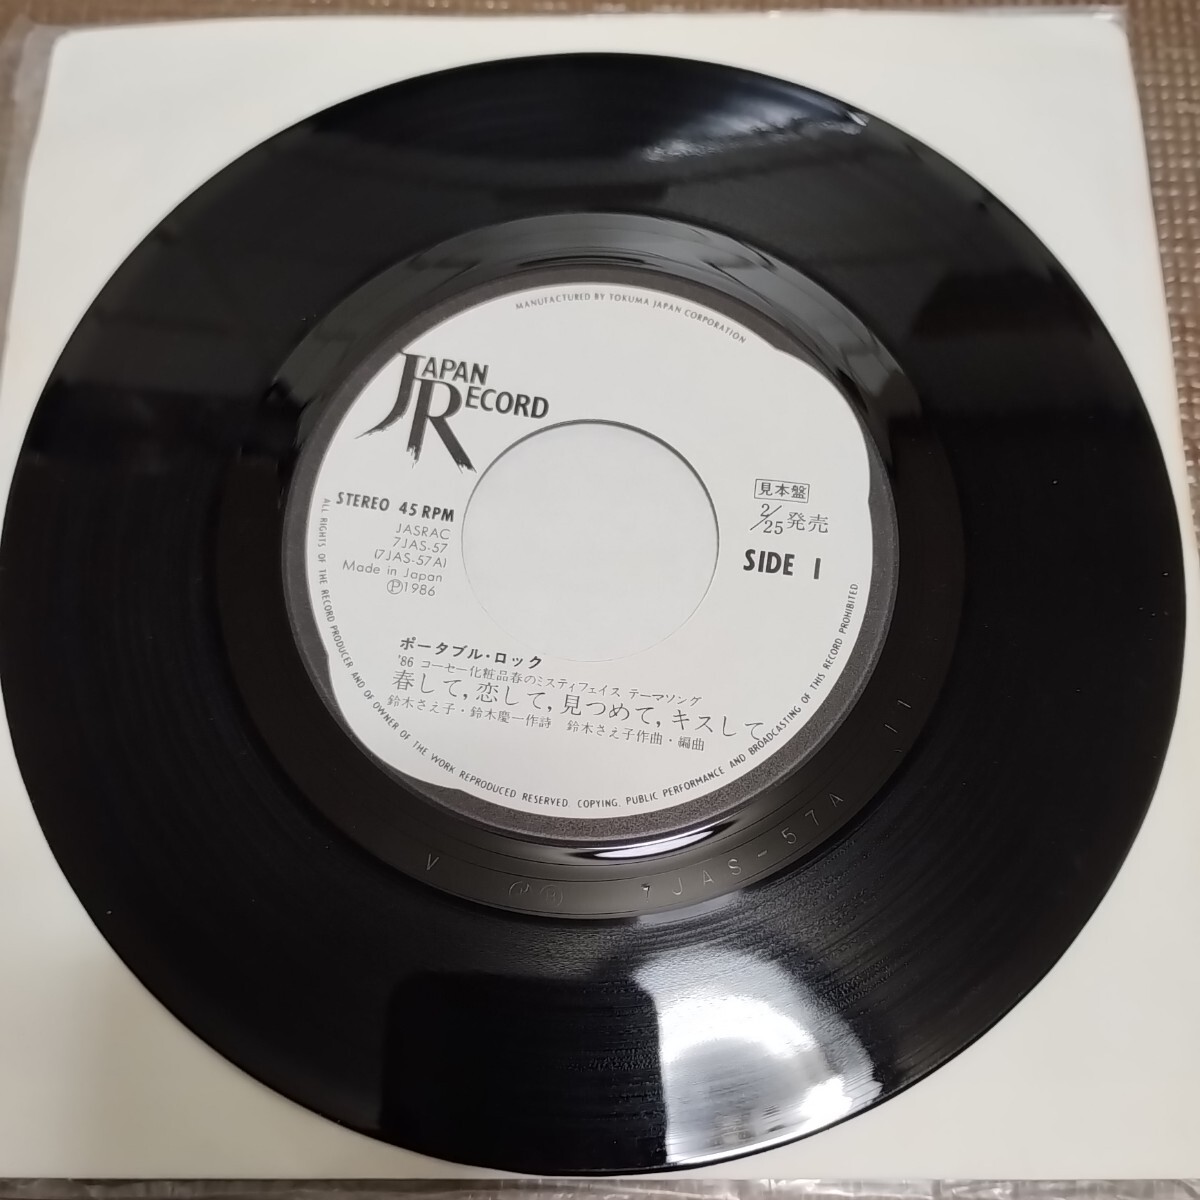 MANUFACTURED BY TOKUMA JAPAN CORPORATION
JAPAN
RECORD
STEREO 45 RPM
JASRAC
7JAS-57
(7JAS-57A)
Made in Japan
Ⓟ1986
見本盤
2/25発売
SIDE 1
ポータブル・ロック
'86 コーセー化粧品春のミスティフェイス テーマソング
春して,恋して,見つめて,キスして
鈴木さえ子・鈴木慶一作詩 鈴木さえ子作曲・編曲
ALL RIGHTS OF THE RECORD PRODUCER AND OF OWNER OF THE WORK REPRODUCED RESERVED. COPYING, PUBLIC PERFORMANCE AND BROADCASTING OF THIS RECORD PROHIBITED
7JAS-57A